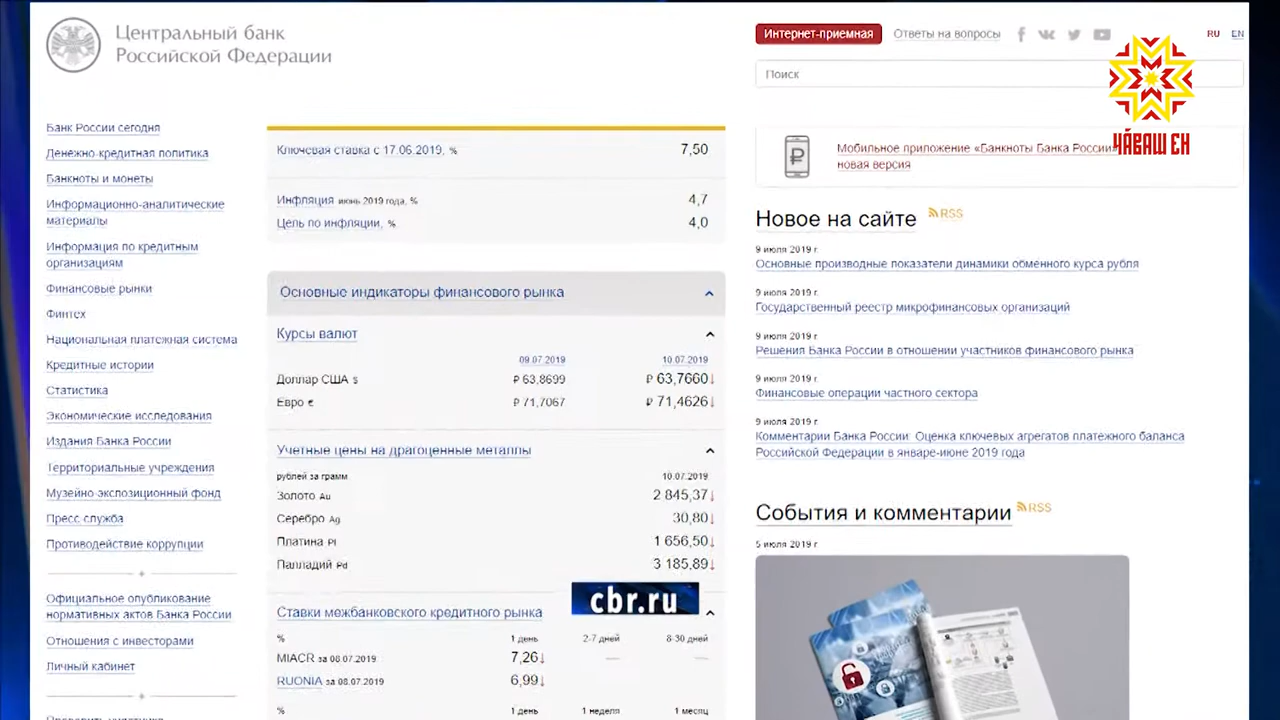 Центральный банк
Российской Федерации
Интернет-приемная
Ответы на вопросы
RU
EN
Поиск
ЧӐВАШ ЕН
Банк России сегодня
Денежно-кредитная политика
Банкноты и монеты
Информационно-аналитические
материалы
Информация по кредитным
организациям
Финансовые рынки
Финтех
Национальная платежная система
Кредитные истории
Статистика
Экономические исследования
Издания Банка России
Территориальные учреждения
Музейно-экспозиционный фонд
Пресс служба
Противодействие коррупции
Официальное опубликование
нормативных актов Банка России
Отношения с инвесторами
Личный кабинет
Ключевая ставка с 17.06.2019, % 7,50
Инфляция июнь 2019 года, % 4,7
Цель по инфляции, % 4,0
Основные индикаторы финансового рынка
Курсы валют
09.07.2019 10.07.2019
Доллар США $ ₽ 63,8699 ₽ 63,7660↓
Евро € ₽ 71,7067 ₽ 71,4626↓
Учетные цены на драгоценные металлы
рублей за грамм 10.07.2019
Золото Au 2 845,37↓
Серебро Ag 30,80↓
Платина Pt 1 656,50↓
Палладий Pd 3 185,89↓
cbr.ru
Ставки межбанковского кредитного рынка
% 1 день 2-7 дней 8-30 дней
MIACR за 08.07.2019 7,26↓ — —
RUONIA за 08.07.2019 6,99↓
% 1 день 1 неделя 1 месяц
Мобильное приложение «Банкноты Банка России»
новая версия
Новое на сайте RSS
9 июля 2019 г.
Основные производные показатели динамики обменного курса рубля
9 июля 2019 г.
Государственный реестр микрофинансовых организаций
9 июля 2019 г.
Решения Банка России в отношении участников финансового рынка
9 июля 2019 г.
Финансовые операции частного сектора
9 июля 2019 г.
Комментарии Банка России: Оценка ключевых агрегатов платежного баланса
Российской Федерации в январе-июне 2019 года
События и комментарии RSS
5 июля 2019 г.